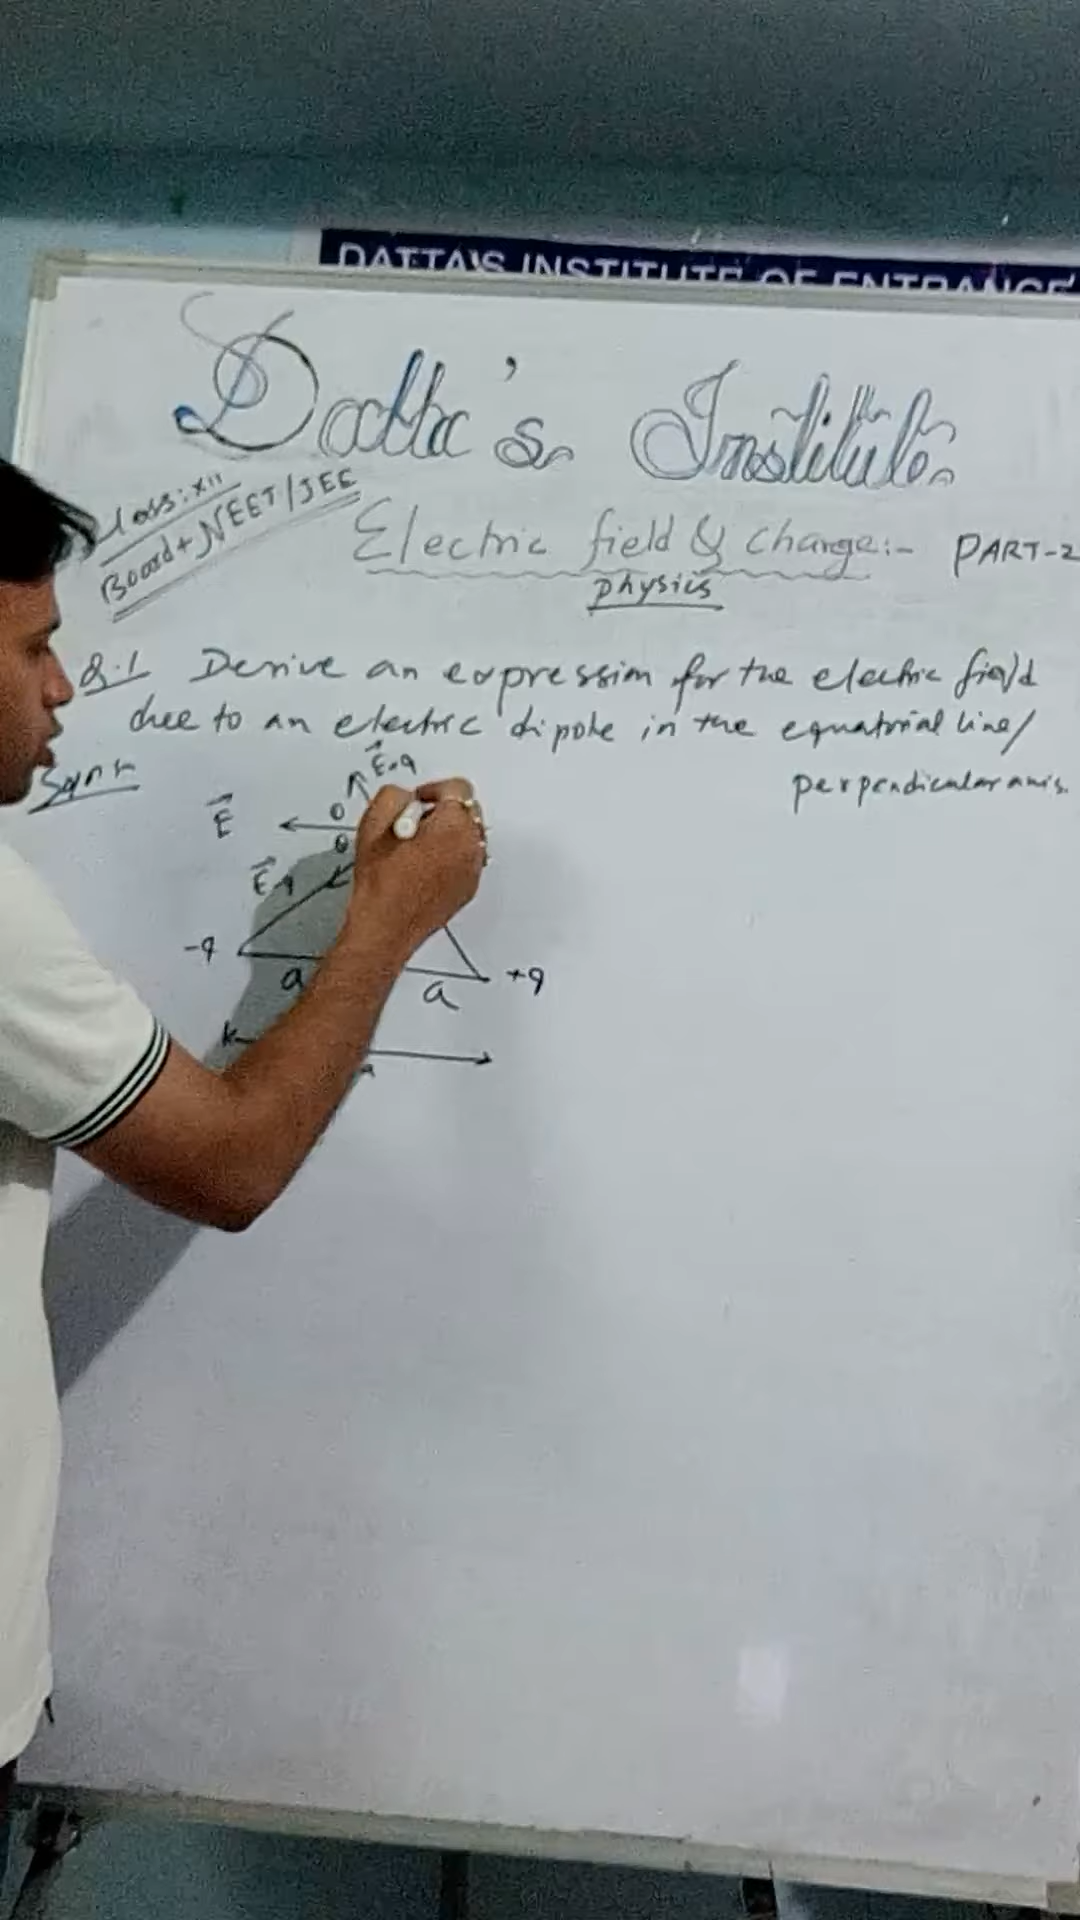 DATTA'S INSTITUTE OF ENTRANCE
Datta's Institute
Class: XII
Board + NEET/JEE
Electric field & charge:- PART-2
physics
Q.1 Derive an expression for the electric field
due to an electric dipole in the equatorial line/
perpendicular axis.
E+q
E
θ
θ
E-q
-q
+q
a
a